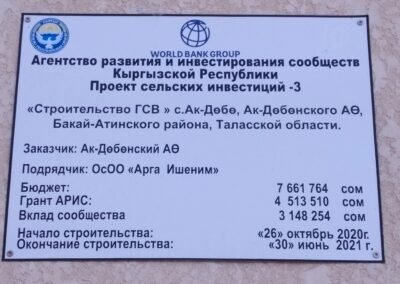 WORLD BANK GROUP
Агентство развития и инвестирования сообществ
Кыргызской Республики
Проект сельских инвестиций -3
«Строительство ГСВ » с.Ак-Дөбө, Ак-Дөбөнского АӨ,
Бакай-Атинского района, Таласской области.
Заказчик: Ак-Дөбөнский АӨ
Подрядчик: ОсОО «Арга Ишеним»
Бюджет: 7 661 764 сом
Грант АРИС: 4 513 510 сом
Вклад сообщества 3 148 254 сом
Начало строительства: «26» октябрь 2020г.
Окончание строительства: «30» июнь 2021 г.